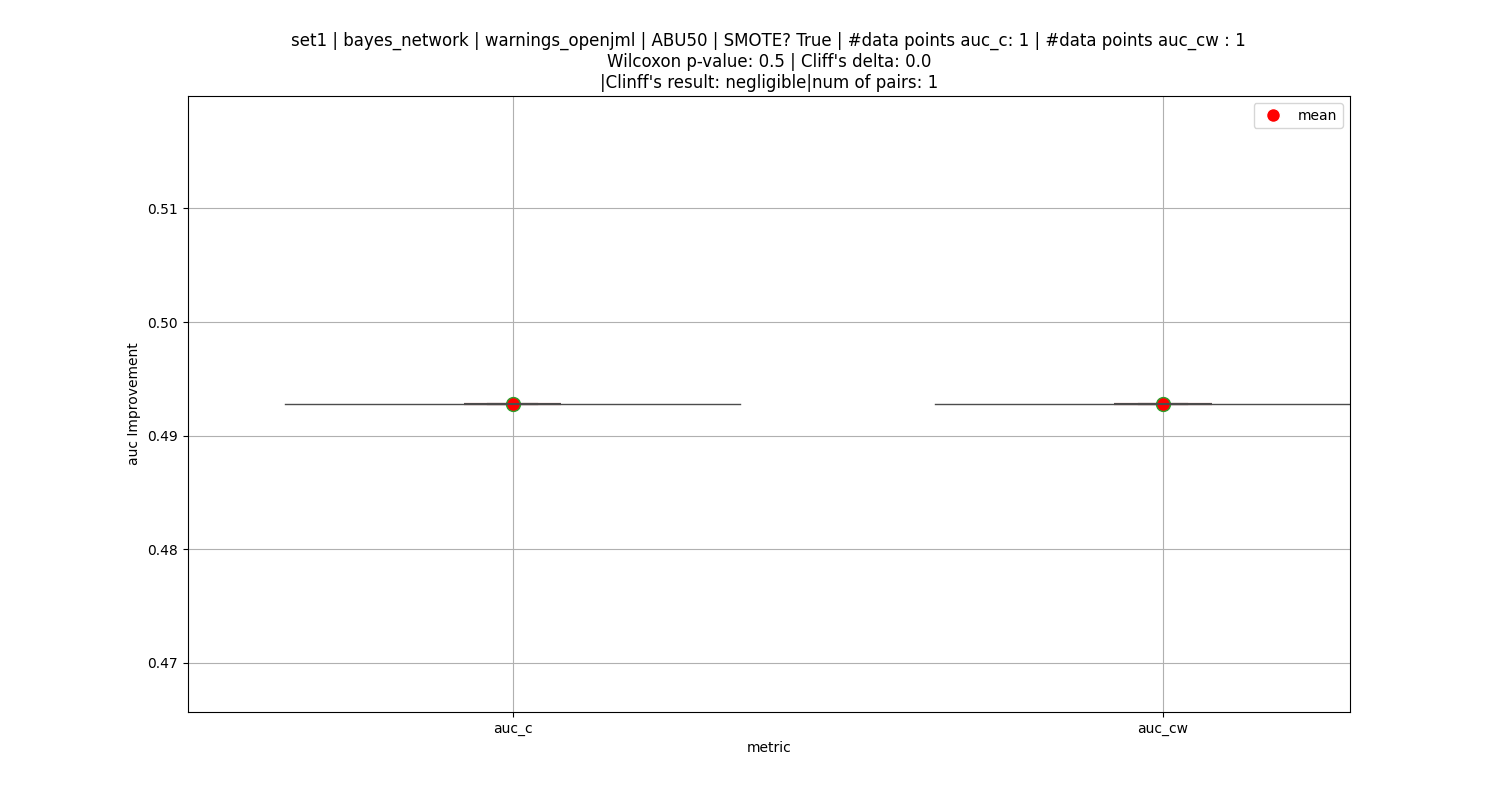 set1 | bayes_network | warnings_openjml | ABU50 | SMOTE? True | #data points auc_c: 1 | #data points auc_cw : 1
Wilcoxon p-value: 0.5 | Cliff's delta: 0.0
|Clinff's result: negligible|num of pairs: 1
mean
0.51
0.50
0.49
0.48
0.47
auc Improvement
auc_c
auc_cw
metric